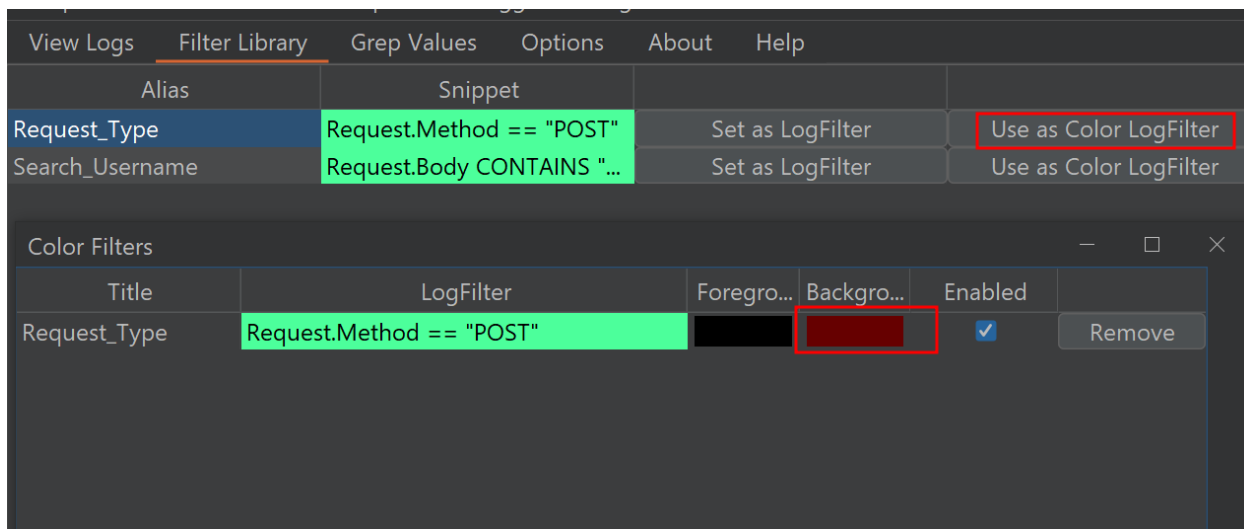 View Logs Filter Library Grep Values Options About Help
Alias Snippet
Request_Type Request.Method == "POST" Set as LogFilter Use as Color LogFilter
Search_Username Request.Body CONTAINS "... Set as LogFilter Use as Color LogFilter
Color Filters
Title LogFilter Foregro... Backgro... Enabled
Request_Type Request.Method == "POST" Remove